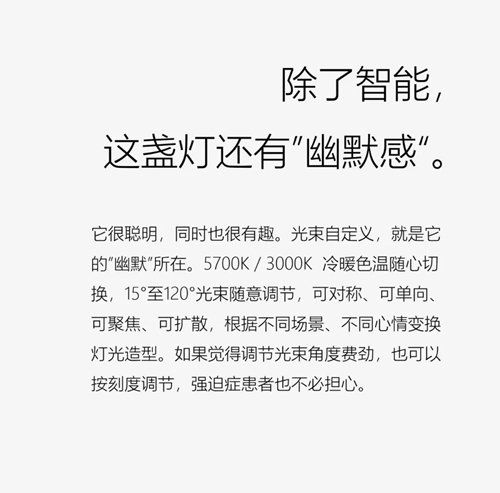 除了智能，
这盏灯还有”幽默感“。
它很聪明，同时也很有趣。光束自定义，就是它
的”幽默”所在。5700K / 3000K  冷暖色温随心切
换，15°至120°光束随意调节，可对称、可单向、
可聚焦、可扩散，根据不同场景、不同心情变换
灯光造型。如果觉得调节光束角度费劲，也可以
按刻度调节，强迫症患者也不必担心。